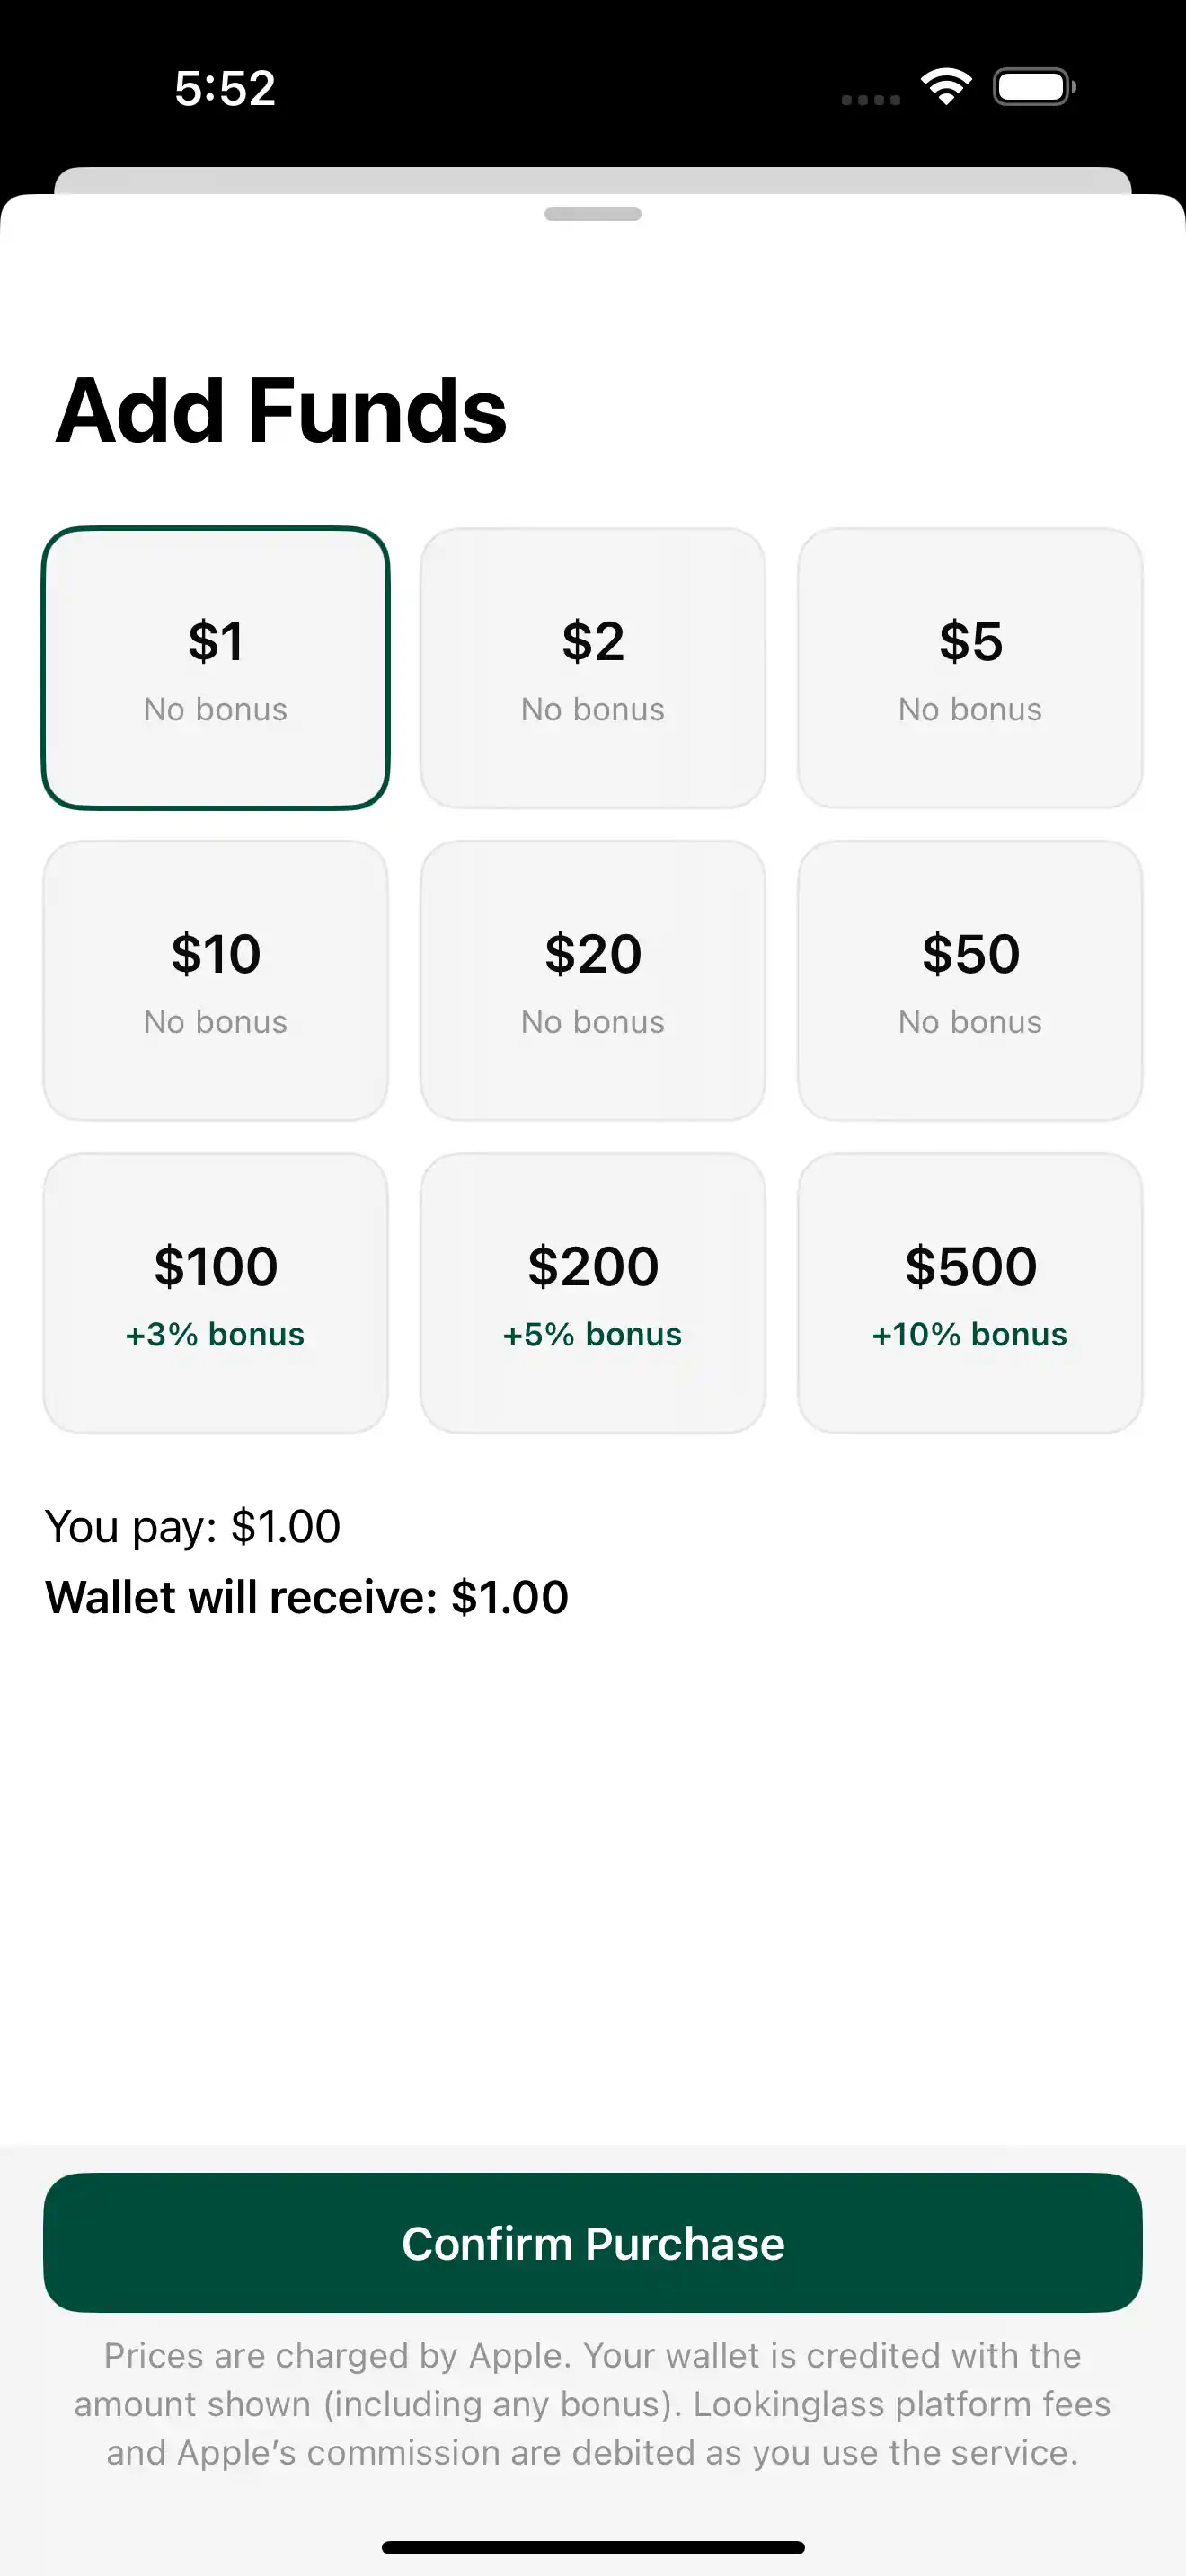 5:52
Add Funds
$1
No bonus
$2
No bonus
$5
No bonus
$10
No bonus
$20
No bonus
$50
No bonus
$100
+3% bonus
$200
+5% bonus
$500
+10% bonus
You pay: $1.00
Wallet will receive: $1.00
Confirm Purchase
Prices are charged by Apple. Your wallet is credited with the
amount shown (including any bonus). Lookinglass platform fees
and Apple’s commission are debited as you use the service.